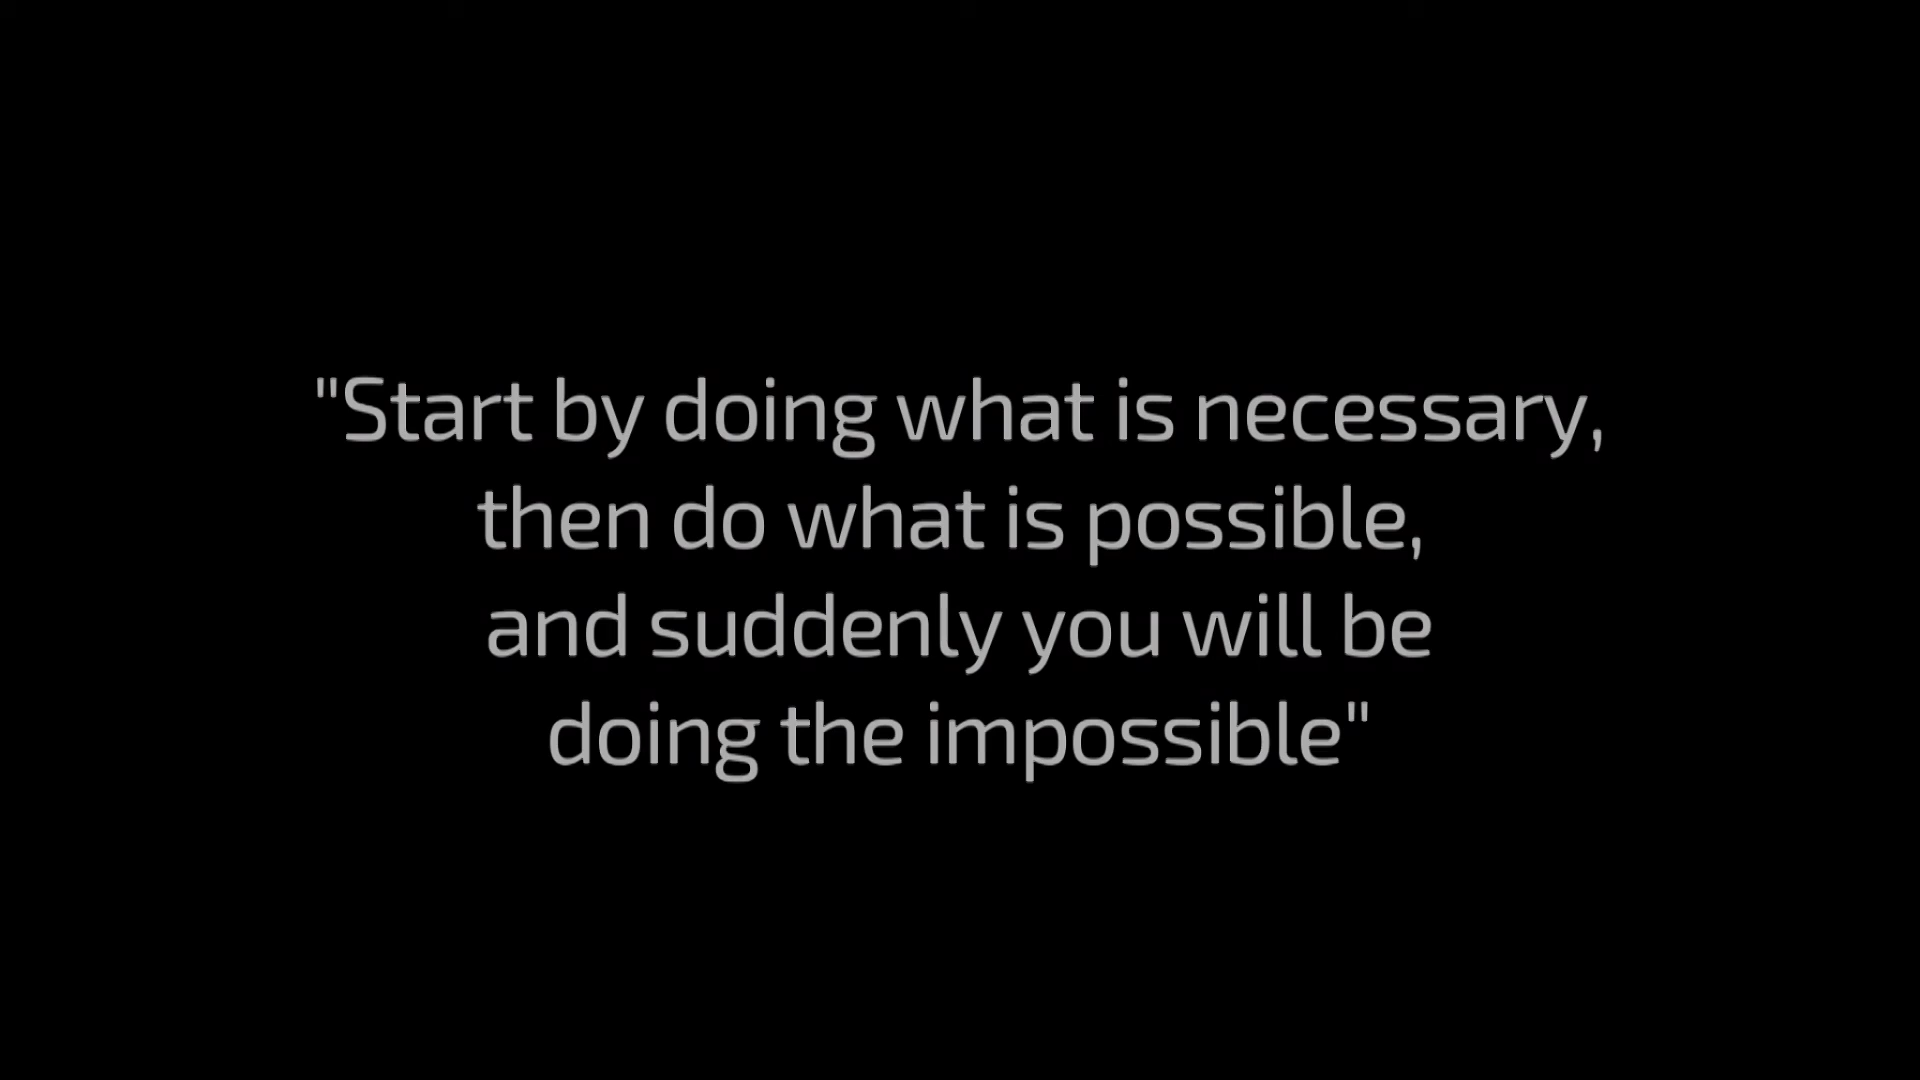 "Start by doing what is necessary,
then do what is possible,
and suddenly you will be
doing the impossible"